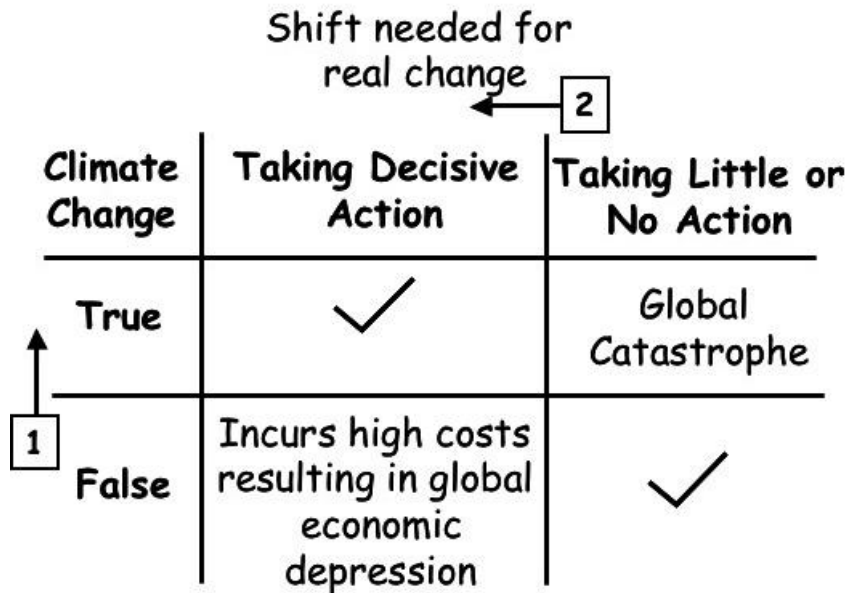 Shift needed for
real change
2
Climate
Change
Taking Decisive
Action
Taking Little or
No Action
True
Global
Catastrophe
1
False
Incurs high costs
resulting in global
economic
depression